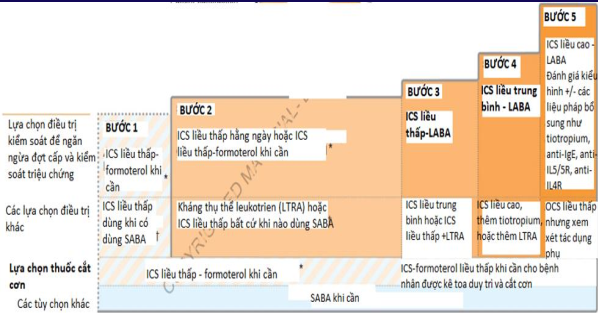 BƯỚC 5
ICS liều cao -
LABA
Đánh giá kiểu
hình +/- các
liệu pháp bổ
sung như
tiotropium,
anti-IgE, anti-
IL5/5R, anti-
IL4R
BƯỚC 4
ICS liều trung
bình - LABA
BƯỚC 3
ICS liều
thấp-LABA
BƯỚC 2
ICS liều thấp hằng ngày hoặc ICS
liều thấp-formoterol khi cần *
BƯỚC 1
ICS liều thấp-
formoterol khi *
cần
Lựa chọn điều trị
kiểm soát để ngăn
ngừa đợt cấp và kiểm
soát triệu chứng
Các lựa chọn điều trị
khác
ICS liều thấp
dùng khi có
dùng SABA †
Kháng thụ thể leukotrien (LTRA) hoặc
ICS liều thấp bất cứ khi nào dùng SABA
ICS liều trung
bình hoặc ICS
liều thấp +LTRA
ICS liều cao,
thêm tiotropium,
hoặc thêm LTRA
OCS liều thấp
nhưng xem
xét tác dụng
phụ
Lựa chọn thuốc cắt
cơn
ICS liều thấp - formoterol khi cần *
ICS-formoterol liều thấp khi cần cho bệnh
nhân được kê toa duy trì và cắt cơn
Các tùy chọn khác
SABA khi cần